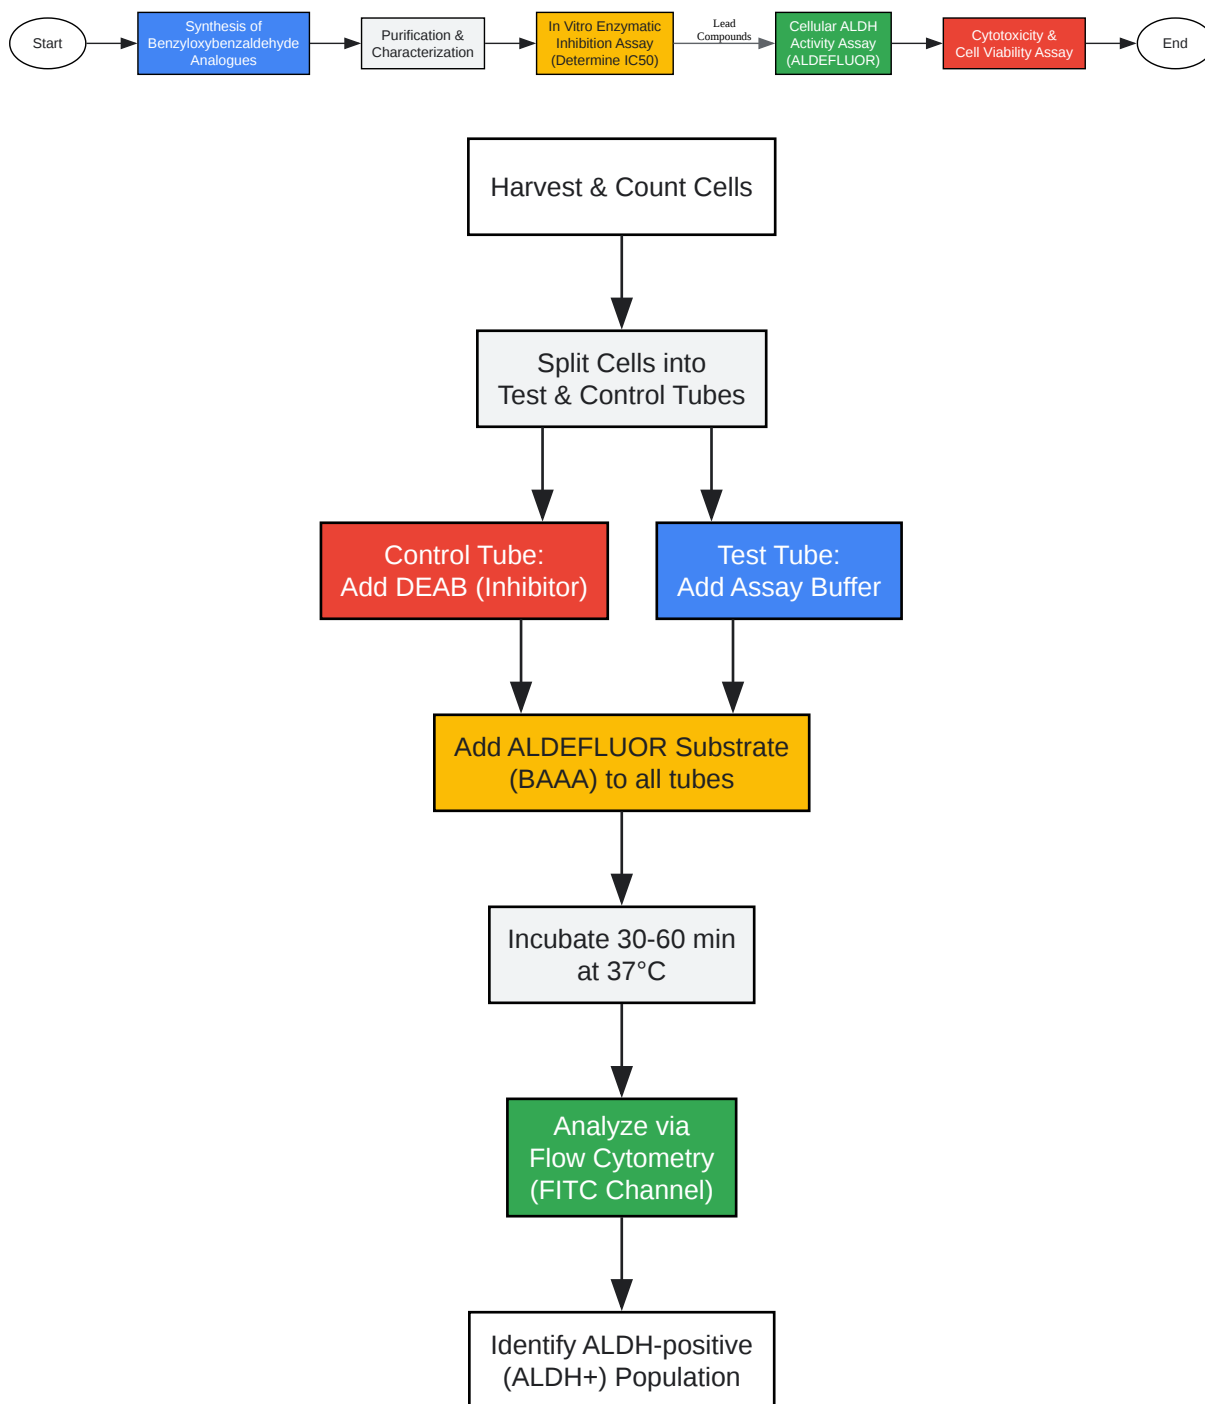 Start
Synthesis of
Benzyloxybenzaldehyde
Analogues
Purification &
Characterization
In Vitro Enzymatic
Inhibition Assay
(Determine IC50)
Lead
Compounds
Cellular ALDH
Activity Assay
(ALDEFLUOR)
Cytotoxicity &
Cell Viability Assay
End
Harvest & Count Cells
Split Cells into
Test & Control Tubes
Control Tube:
Add DEAB (Inhibitor)
Test Tube:
Add Assay Buffer
Add ALDEFLUOR Substrate
(BAAA) to all tubes
Incubate 30-60 min
at 37°C
Analyze via
Flow Cytometry
(FITC Channel)
Identify ALDH-positive
(ALDH+) Population